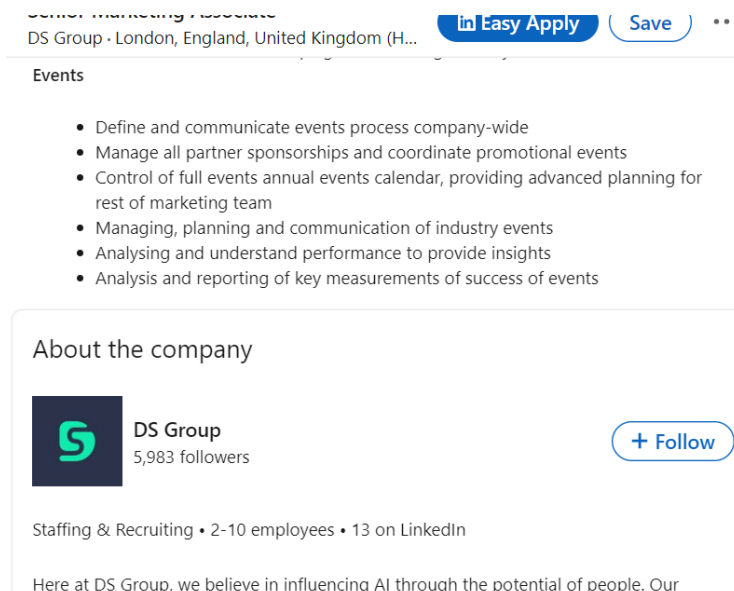 Senior Marketing Associate
DS Group · London, England, United Kingdom (H...
in Easy Apply
Save
Events
• Define and communicate events process company-wide
• Manage all partner sponsorships and coordinate promotional events
• Control of full events annual events calendar, providing advanced planning for
rest of marketing team
• Managing, planning and communication of industry events
• Analysing and understand performance to provide insights
• Analysis and reporting of key measurements of success of events
About the company
DS Group
5,983 followers
+ Follow
Staffing & Recruiting • 2-10 employees • 13 on LinkedIn
Here at DS Group, we believe in influencing AI through the potential of people. Our